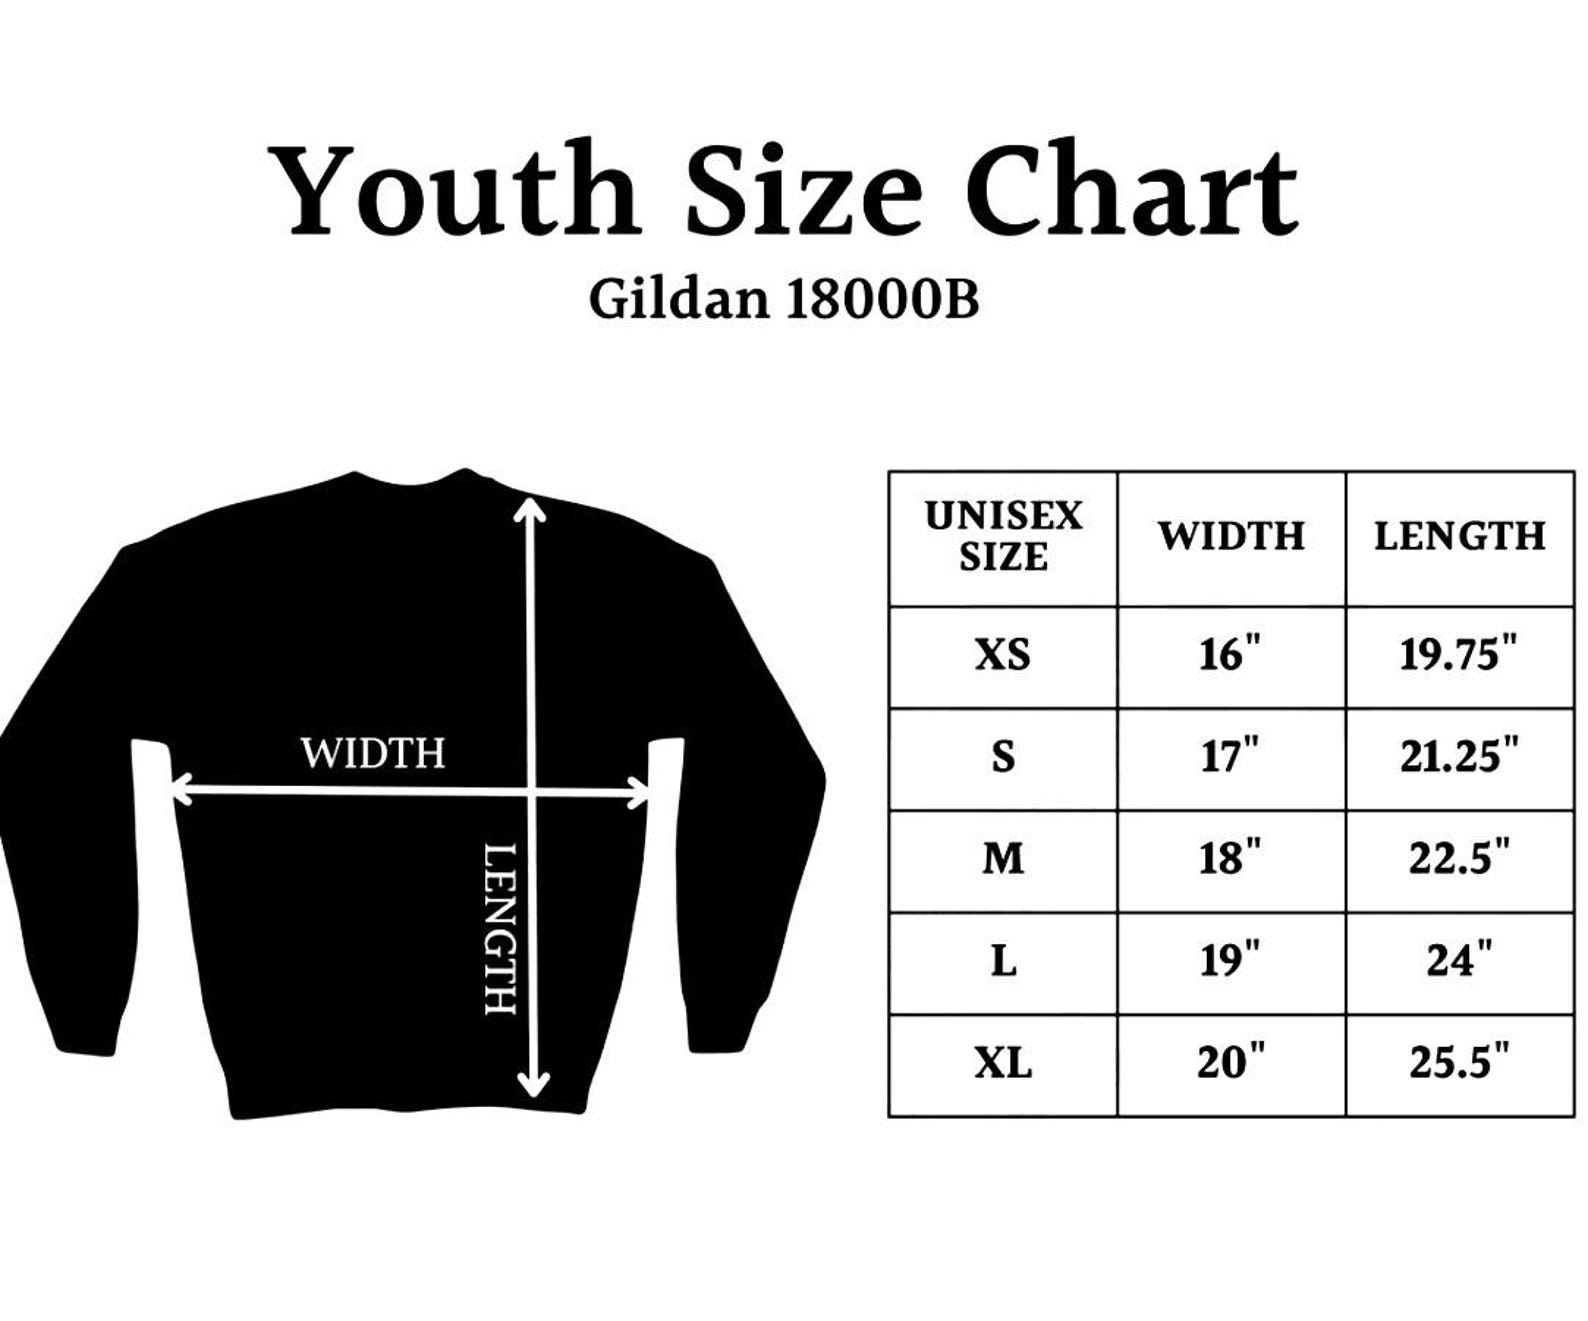 Youth Size Chart
Gildan 18000B
WIDTH
LENGTH
UNISEX SIZE WIDTH LENGTH
XS 16" 19.75"
S 17" 21.25"
M 18" 22.5"
L 19" 24"
XL 20" 25.5"